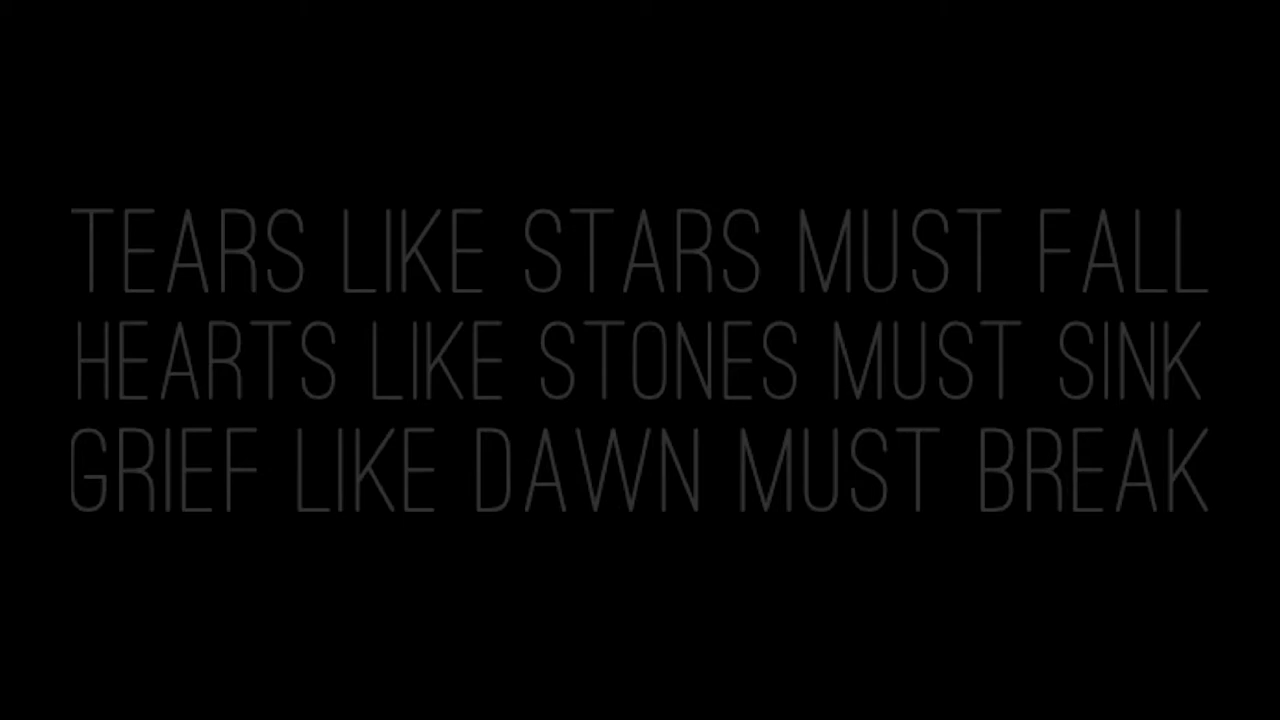 TEARS LIKE STARS MUST FALL
HEARTS LIKE STONES MUST SINK
GRIEF LIKE DAWN MUST BREAK